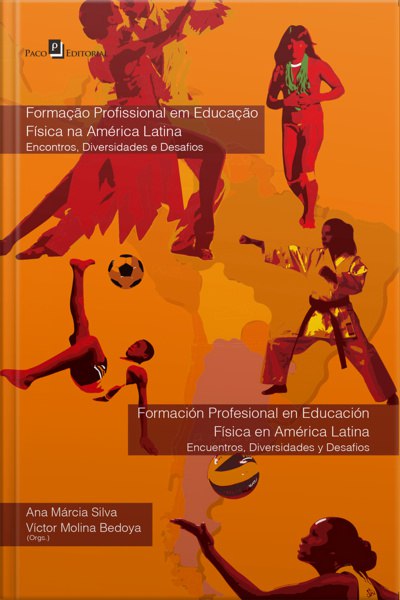 PACO EDITORIAL
Formação Profissional em Educação
Física na América Latina
Encontros, Diversidades e Desafios
Formación Profesional en Educación
Física en América Latina
Encuentros, Diversidades y Desafios
Ana Márcia Silva
Víctor Molina Bedoya
(Orgs.)